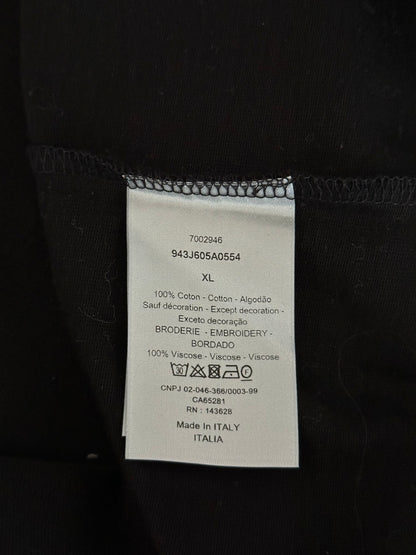 7002946
943J605A0554
XL
100% Coton - Cotton - Algodão
Sauf décoration - Except decoration -
Exceto decoração
BRODERIE - EMBROIDERY -
BORDADO
100% Viscose - Viscose - Viscose
30
CNPJ 02-046-366/0003-99
CA65281
RN : 143628
Made In ITALY
ITALIA